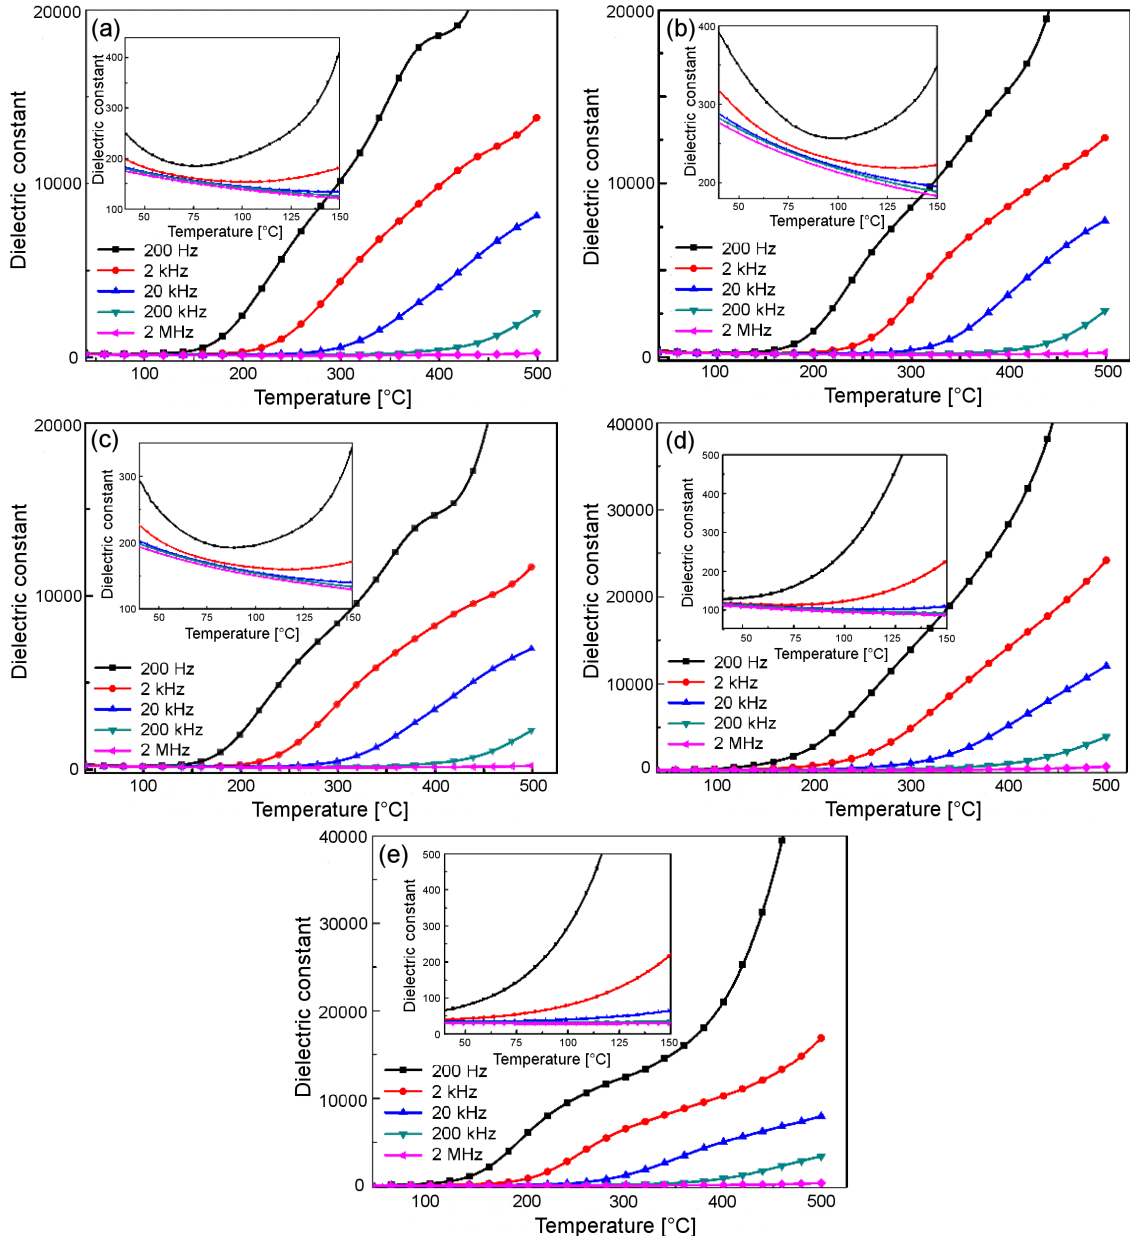 (a)
20000
10000
0
Dielectric constant
400
300
200
100
Dielectric constant
50
75
100
125
150
Temperature [°C]
200 Hz
2 kHz
20 kHz
200 kHz
2 MHz
100
200
300
400
500
Temperature [°C]
(b)
20000
10000
0
Dielectric constant
400
300
200
Dielectric constant
50
75
100
125
150
Temperature [°C]
200 Hz
2 kHz
20 kHz
200 kHz
2 MHz
100
200
300
400
500
Temperature [°C]
(c)
20000
10000
0
Dielectric constant
300
200
100
Dielectric constant
50
75
100
125
150
Temperature [°C]
200 Hz
2 kHz
20 kHz
200 kHz
2 MHz
100
200
300
400
500
Temperature [°C]
(d)
40000
30000
20000
10000
0
Dielectric constant
500
400
300
200
100
Dielectric constant
50
75
100
125
150
Temperature [°C]
200 Hz
2 kHz
20 kHz
200 kHz
2 MHz
100
200
300
400
500
Temperature [°C]
(e)
40000
30000
20000
10000
0
Dielectric constant
500
400
300
200
100
50
0
Dielectric constant
50
75
100
125
150
Temperature [°C]
200 Hz
2 kHz
20 kHz
200 kHz
2 MHz
100
200
300
400
500
Temperature [°C]